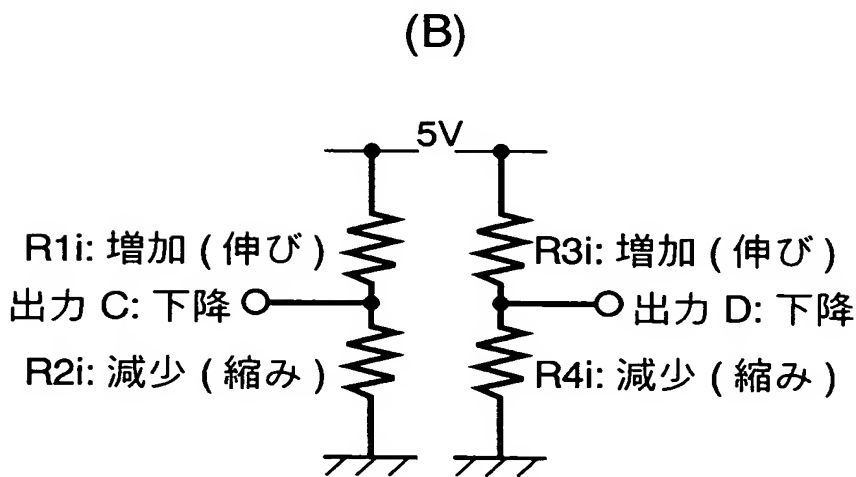 (B)
5V
R1i: 増加 ( 伸び )
R3i: 増加 ( 伸び )
出力 C: 下降
出力 D: 下降
R2i: 減少 ( 縮み )
R4i: 減少 ( 縮み )